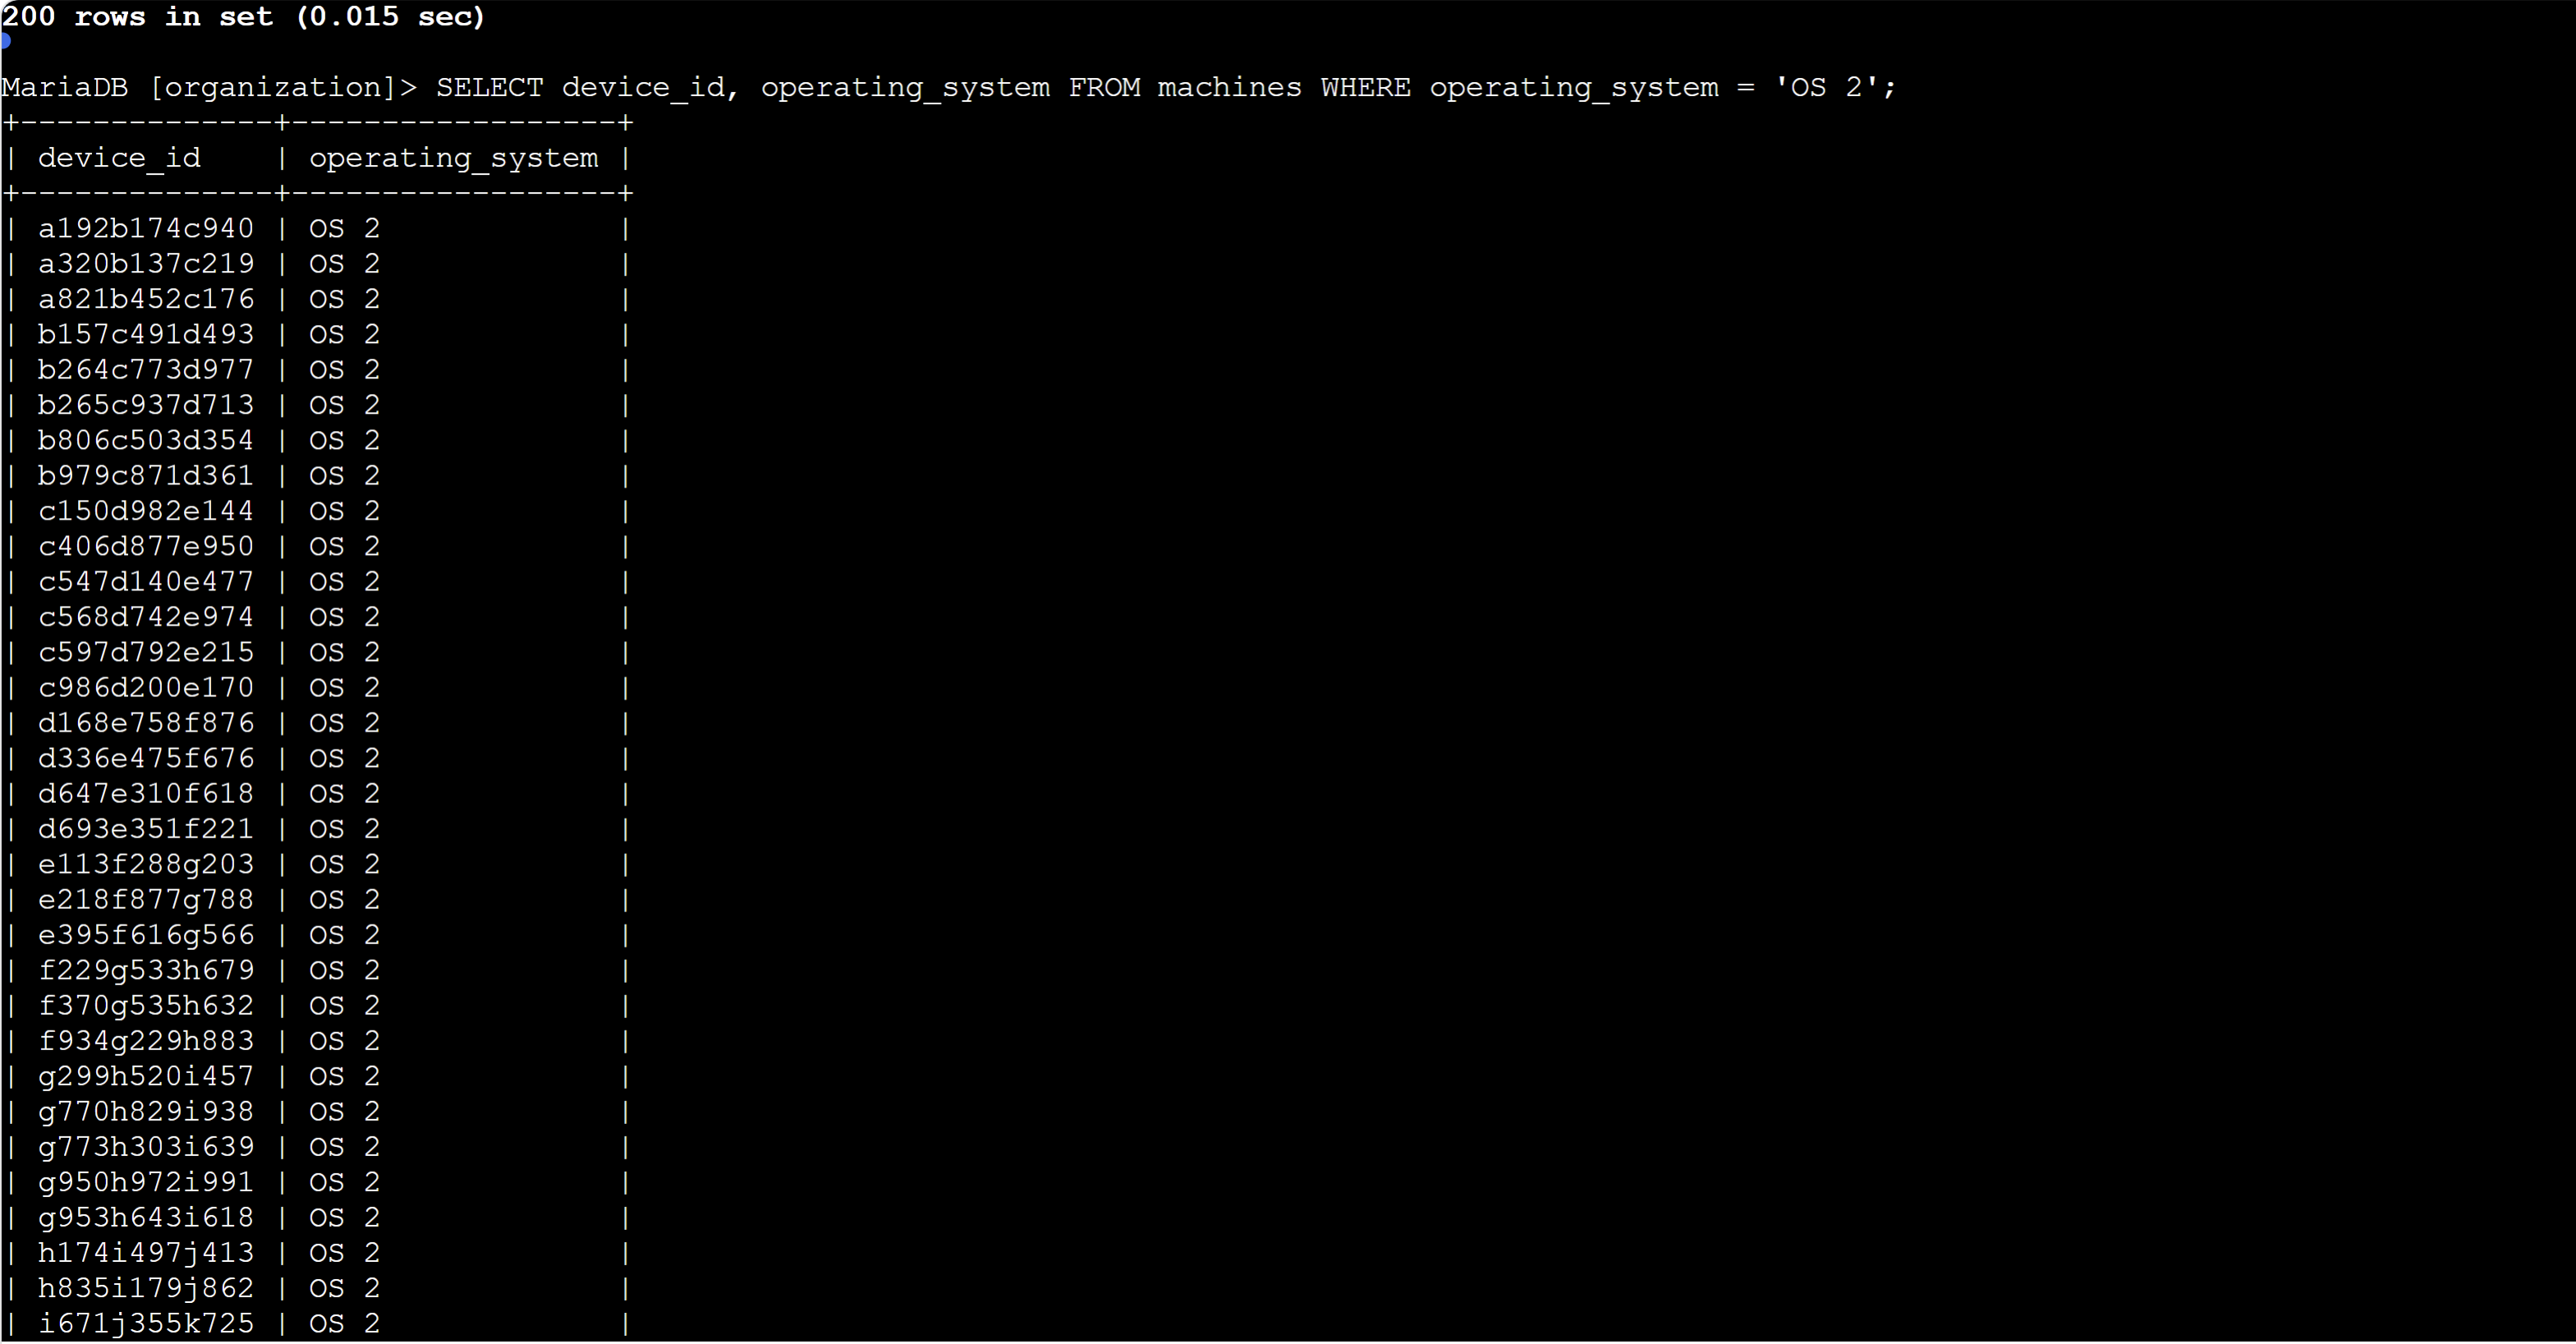 200 rows in set (0.015 sec)
MariaDB [organization]> SELECT device_id, operating_system FROM machines WHERE operating_system = 'OS 2';
+--------------+------------------+
| device_id    | operating_system |
+--------------+------------------+
| a192b174c940 | OS 2             |
| a320b137c219 | OS 2             |
| a821b452c176 | OS 2             |
| b157c491d493 | OS 2             |
| b264c773d977 | OS 2             |
| b265c937d713 | OS 2             |
| b806c503d354 | OS 2             |
| b979c871d361 | OS 2             |
| c150d982e144 | OS 2             |
| c406d877e950 | OS 2             |
| c547d140e477 | OS 2             |
| c568d742e974 | OS 2             |
| c597d792e215 | OS 2             |
| c986d200e170 | OS 2             |
| d168e758f876 | OS 2             |
| d336e475f676 | OS 2             |
| d647e310f618 | OS 2             |
| d693e351f221 | OS 2             |
| e113f288g203 | OS 2             |
| e218f877g788 | OS 2             |
| e395f616g566 | OS 2             |
| f229g533h679 | OS 2             |
| f370g535h632 | OS 2             |
| f934g229h883 | OS 2             |
| g299h520i457 | OS 2             |
| g770h829i938 | OS 2             |
| g773h303i639 | OS 2             |
| g950h972i991 | OS 2             |
| g953h643i618 | OS 2             |
| h174i497j413 | OS 2             |
| h835i179j862 | OS 2             |
| i671j355k725 | OS 2             |